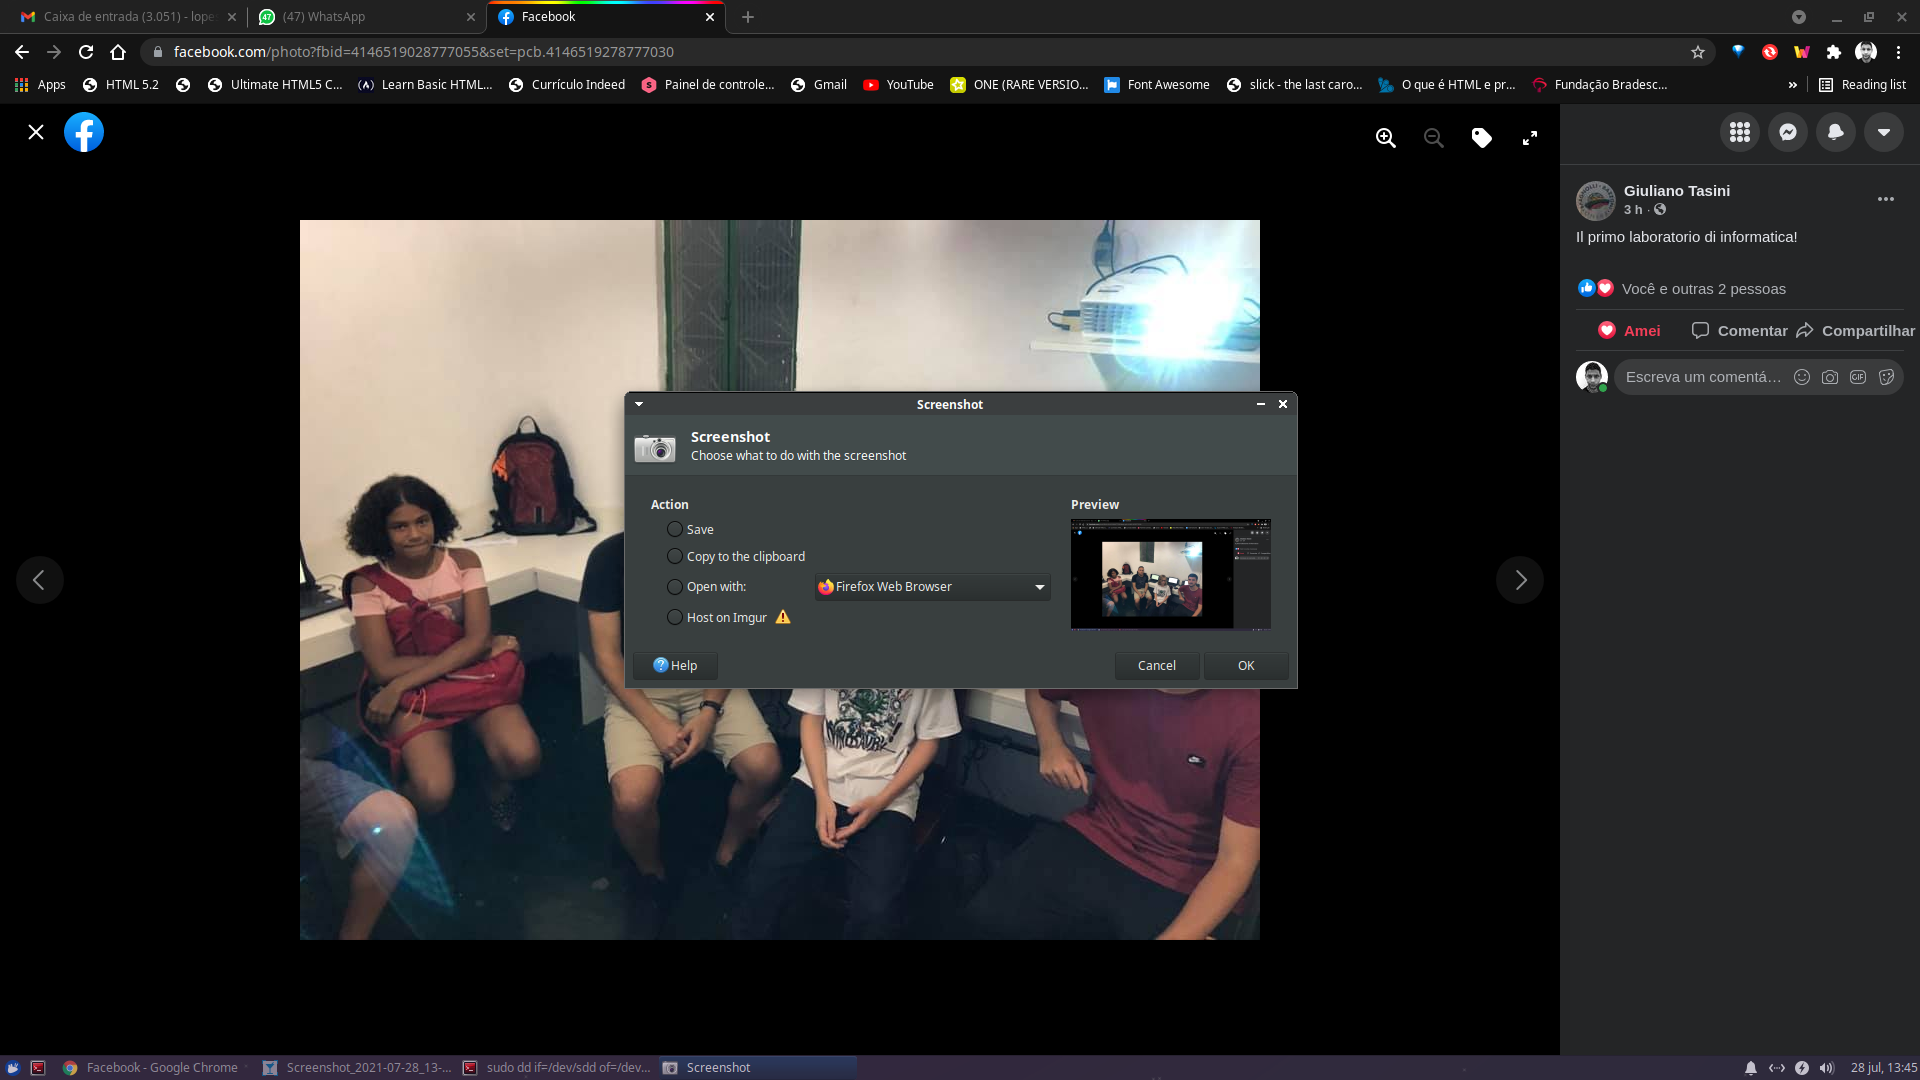 Caixa de entrada (3.051) - lope
(47) WhatsApp
Facebook
facebook.com/photo?fbid=4146519028777055&set=pcb.4146519278777030
Apps
HTML 5.2
Ultimate HTML5 C...
Learn Basic HTML...
Currículo Indeed
Painel de controle...
Gmail
YouTube
ONE (RARE VERSIO...
Font Awesome
slick - the last caro...
O que é HTML e pr...
Fundação Bradesc...
»
Reading list
Giuliano Tasini
3 h ·
Il primo laboratorio di informatica!
Você e outras 2 pessoas
Amei
Comentar
Compartilhar
Escreva um comentá...
GIF
Screenshot
Screenshot
Choose what to do with the screenshot
Action
Preview
Save
Copy to the clipboard
Open with:
Firefox Web Browser
Host on Imgur
Help
Cancel
OK
Facebook - Google Chrome
Screenshot_2021-07-28_13-...
sudo dd if=/dev/sdd of=/dev...
Screenshot
28 jul, 13:45